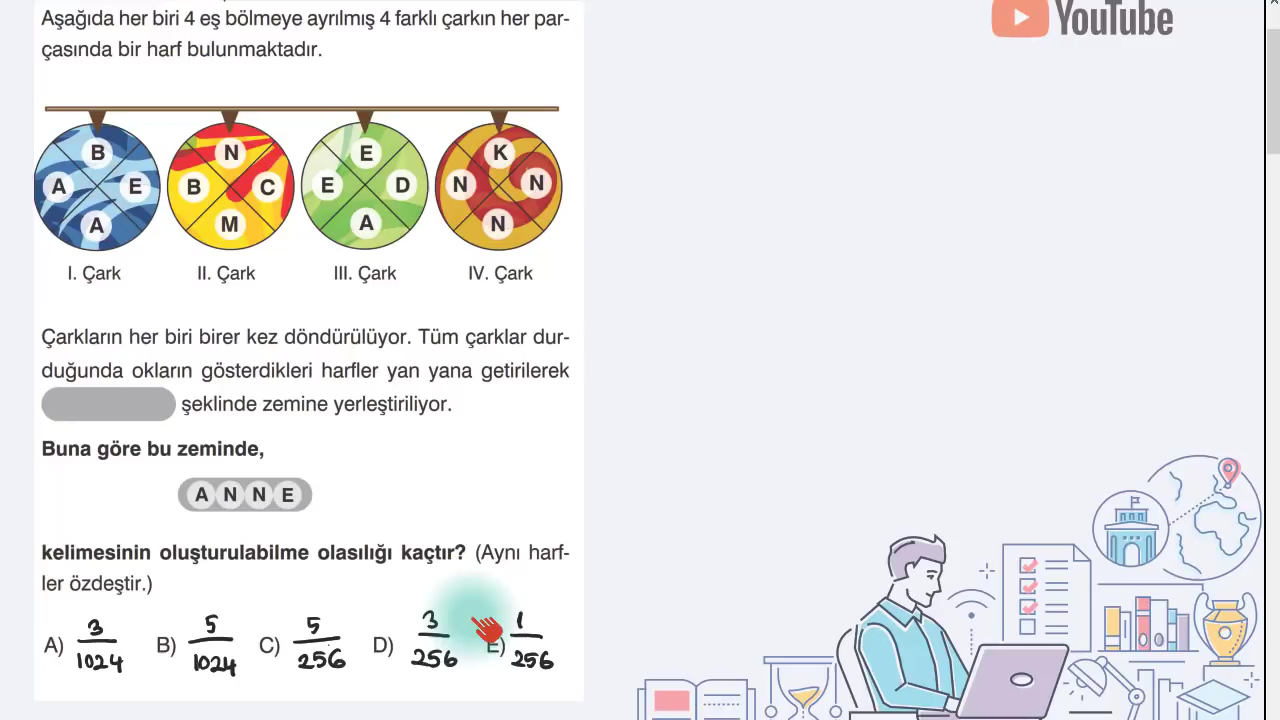 Aşağıda her biri 4 eş bölmeye ayrılmış 4 farklı çarkın her par-
çasında bir harf bulunmaktadır.
YouTube
B N E K
A E B C E D N N
A M A N
I. Çark II. Çark III. Çark IV. Çark
Çarkların her biri birer kez döndürülüyor. Tüm çarklar dur-
duğunda okların gösterdikleri harfler yan yana getirilerek
şeklinde zemine yerleştiriliyor.
Buna göre bu zeminde,
A N N E
kelimesinin oluşturulabilme olasılığı kaçtır? (Aynı harf-
ler özdeştir.)
A) 3/1024 B) 5/1024 C) 5/256 D) 3/256 E) 1/256